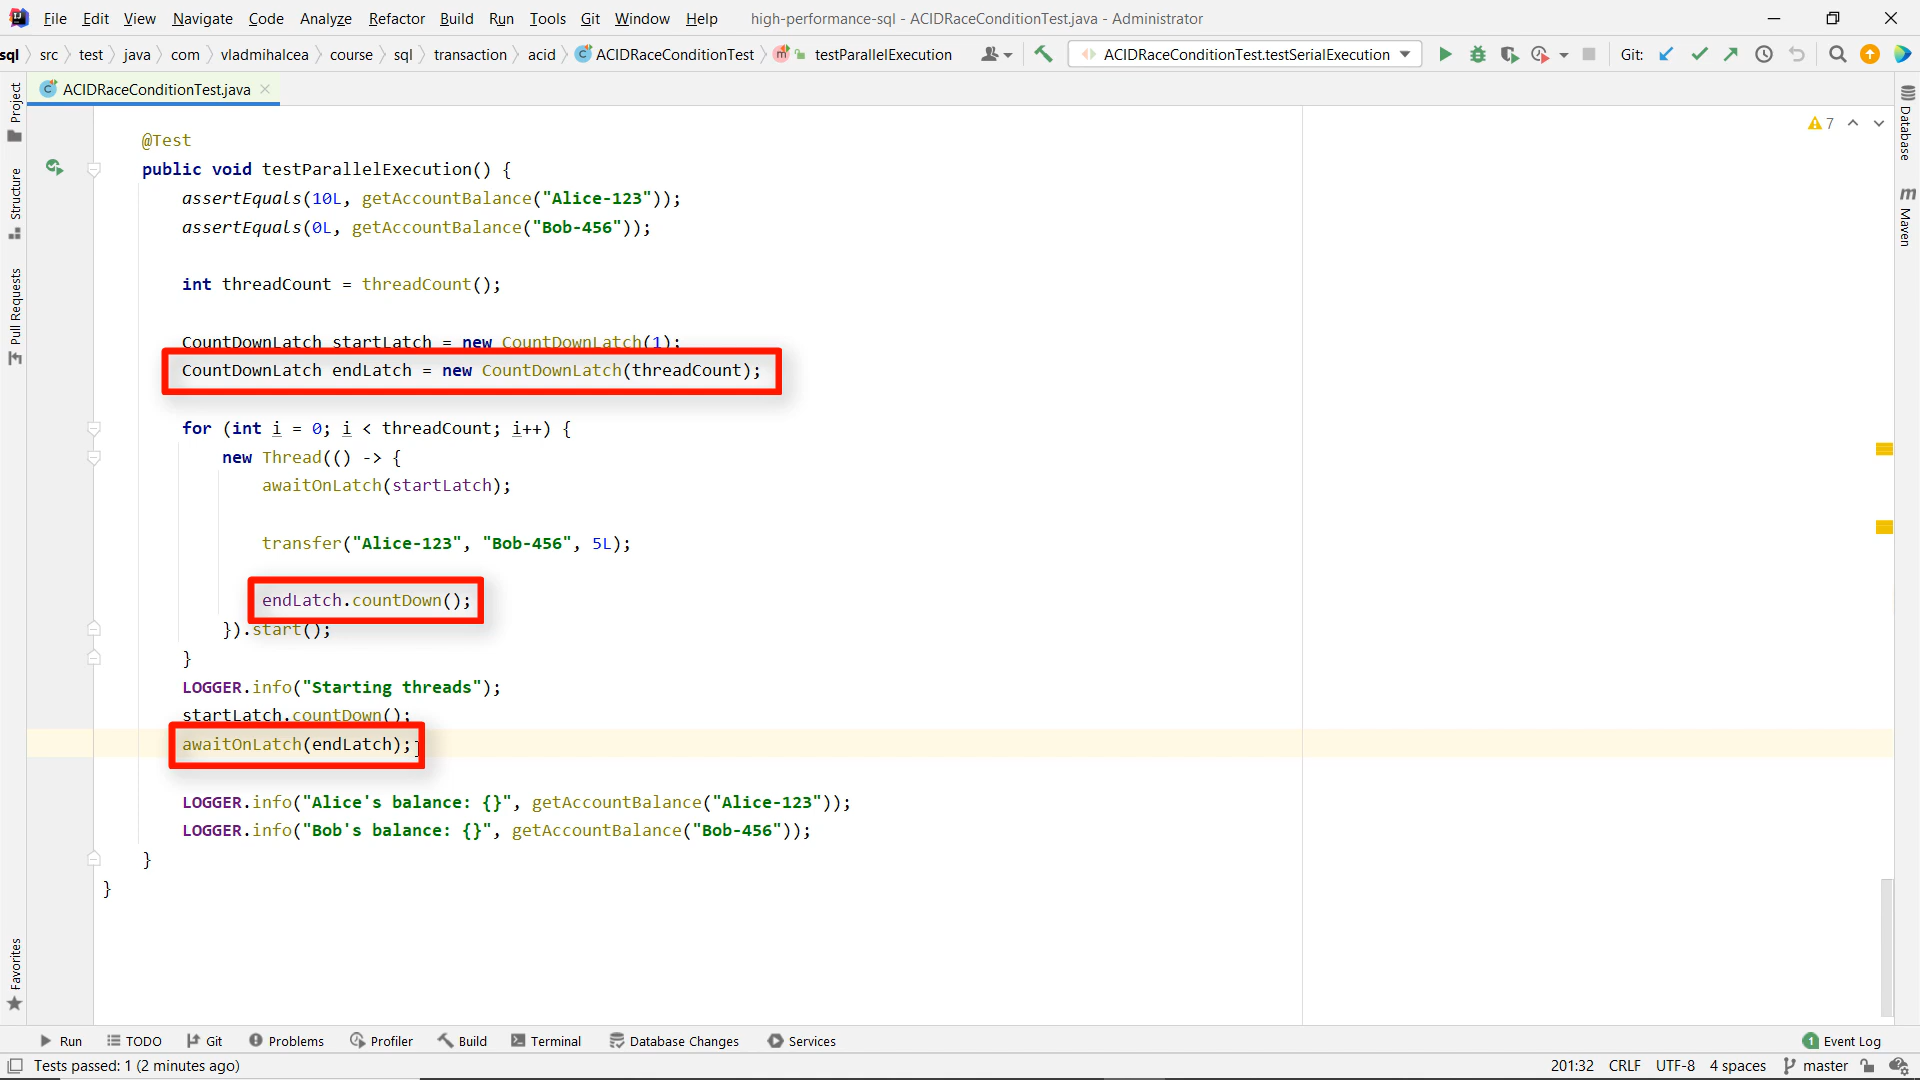 File Edit View Navigate Code Analyze Refactor Build Run Tools Git Window Help high-performance-sql - ACIDRaceConditionTest.java - Administrator
sql src test java com vladmihalcea course sql transaction acid ACIDRaceConditionTest testParallelExecution ACIDRaceConditionTest.testSerialExecution Git:
ACIDRaceConditionTest.java
Project
Structure
Pull Requests
Favorites
Database
Maven
7
@Test
public void testParallelExecution() {
assertEquals(10L, getAccountBalance("Alice-123"));
assertEquals(0L, getAccountBalance("Bob-456"));
int threadCount = threadCount();
CountDownLatch startLatch = new CountDownLatch(1);
CountDownLatch endLatch = new CountDownLatch(threadCount);
for (int i = 0; i < threadCount; i++) {
new Thread(() -> {
awaitOnLatch(startLatch);
transfer("Alice-123", "Bob-456", 5L);
endLatch.countDown();
}).start();
}
LOGGER.info("Starting threads");
startLatch.countDown();
awaitOnLatch(endLatch);
LOGGER.info("Alice's balance: {}", getAccountBalance("Alice-123"));
LOGGER.info("Bob's balance: {}", getAccountBalance("Bob-456"));
}
}
Run TODO Git Problems Profiler Build Terminal Database Changes Services 1 Event Log
Tests passed: 1 (2 minutes ago) 201:32 CRLF UTF-8 4 spaces master